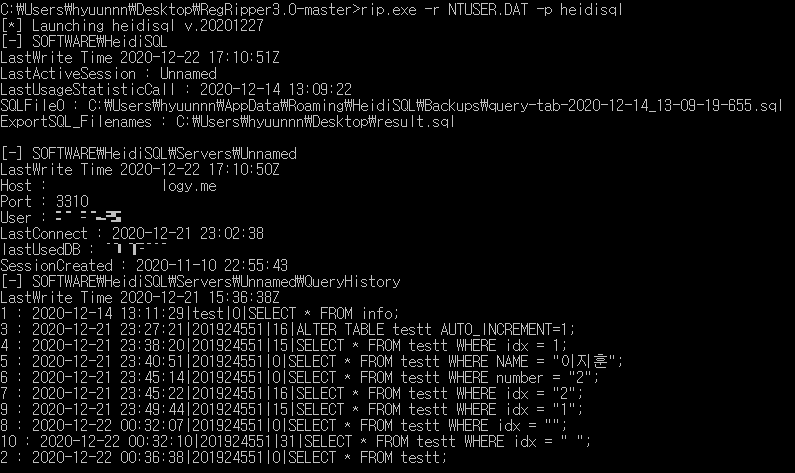 C:₩Users₩hyuunnn₩Desktop₩RegRipper3.0-master>rip.exe -r NTUSER.DAT -p heidisql
[*] Launching heidisql v.20201227
[-] SOFTWARE₩HeidiSQL
LastWrite Time 2020-12-22 17:10:51Z
LastActiveSession : Unnamed
LastUsageStatisticCall : 2020-12-14 13:09:22
SQLFile0 : C:₩Users₩hyuunnn₩AppData₩Roaming₩HeidiSQL₩Backups₩query-tab-2020-12-14_13-09-19-655.sql
ExportSQL_Filenames : C:₩Users₩hyuunnn₩Desktop₩result.sql
[-] SOFTWARE₩HeidiSQL₩Servers₩Unnamed
LastWrite Time 2020-12-22 17:10:50Z
Host : logy.me
Port : 3310
User :
LastConnect : 2020-12-21 23:02:38
lastUsedDB :
SessionCreated : 2020-11-10 22:55:43
[-] SOFTWARE₩HeidiSQL₩Servers₩Unnamed₩QueryHistory
LastWrite Time 2020-12-21 15:36:38Z
1 : 2020-12-14 13:11:29|test|0|SELECT * FROM info;
3 : 2020-12-21 23:27:21|201924551|16|ALTER TABLE testt AUTO_INCREMENT=1;
4 : 2020-12-21 23:38:20|201924551|15|SELECT * FROM testt WHERE idx = 1;
5 : 2020-12-21 23:40:51|201924551|0|SELECT * FROM testt WHERE NAME = "이지훈";
6 : 2020-12-21 23:45:14|201924551|0|SELECT * FROM testt WHERE number = "2";
7 : 2020-12-21 23:45:22|201924551|16|SELECT * FROM testt WHERE idx = "2";
9 : 2020-12-21 23:49:44|201924551|15|SELECT * FROM testt WHERE idx = "1";
8 : 2020-12-22 00:32:07|201924551|0|SELECT * FROM testt WHERE idx = "";
10 : 2020-12-22 00:32:10|201924551|31|SELECT * FROM testt WHERE idx = " ";
2 : 2020-12-22 00:36:38|201924551|0|SELECT * FROM testt;